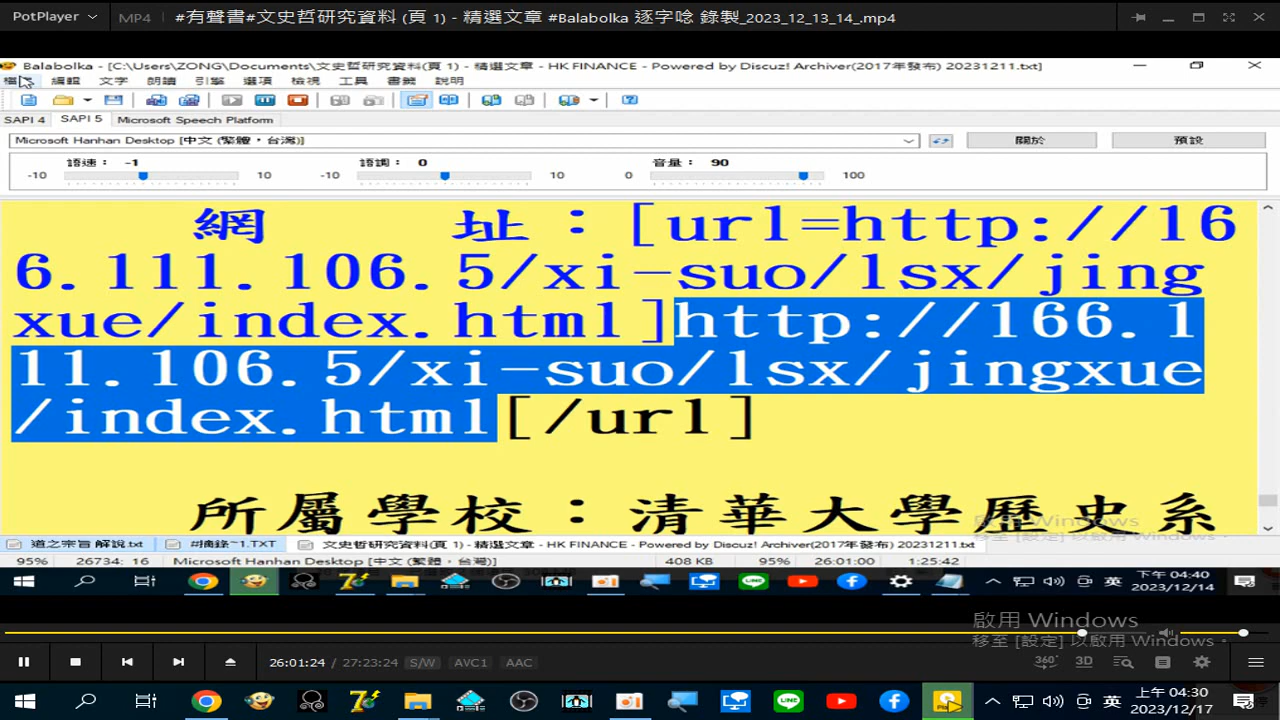 PotPlayer MP4 #有聲書#文史哲研究資料 (頁 1) - 精選文章 #Balabolka 逐字唸 錄製_2023_12_13_14_.mp4
Balabolka - [C:\Users\ZONG\Documents\文史哲研究資料(頁 1) - 精選文章 - HK FINANCE - Powered by Discuz! Archiver(2017年發布) 20231211.txt]
檔案 編輯 文字 朗讀 引擎 選項 檢視 工具 書籤 說明
SAPI 4 SAPI 5 Microsoft Speech Platform
Microsoft Hanhan Desktop [中文 (繁體，台灣)] 關於 預設
語速： -1 語調： 0 音量： 90
-10 10 -10 10 0 100
網 址：[url=http://16
6.111.106.5/xi-suo/lsx/jing
xue/index.html]http://166.1
11.106.5/xi-suo/lsx/jingxue
/index.html[/url]
所屬學校：清華大學歷史系
啟用 Windows
移至 [設定] 以啟用 Windows。
道之宗旨 解說.txt #摘錄~1.TXT 文史哲研究資料(頁 1) - 精選文章 - HK FINANCE - Powered by Discuz! Archiver(2017年發布) 20231211.txt
95% 26734: 16 Microsoft Hanhan Desktop [中文 (繁體，台灣)] 408 KB 95% 26:01:00 1:25:42
英 下午 04:40
2023/12/14
啟用 Windows
移至 [設定] 以啟用 Windows。
26:01:24 / 27:23:24 S/W AVC1 AAC 360° 3D
英 上午 04:30
2023/12/17